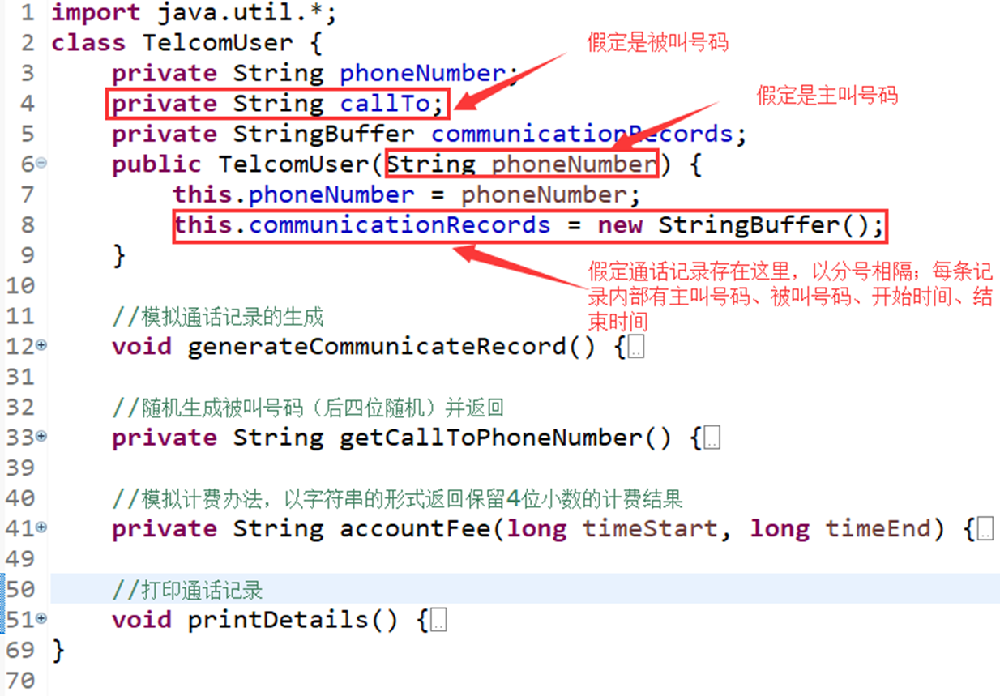 1 import java.util.*;
2 class TelcomUser {
假定是被叫号码
3 private String phoneNumber;
假定是主叫号码
4 private String callTo;
5 private StringBuffer communicationRecords;
6 public TelcomUser(String phoneNumber) {
7 this.phoneNumber = phoneNumber;
8 this.communicationRecords = new StringBuffer();
9 }
假定通话记录存在这里，以分号相隔；每条记
录内部有主叫号码、被叫号码、开始时间、结
束时间
10
11 //模拟通话记录的生成
12 void generateCommunicateRecord() {
31
32 //随机生成被叫号码（后四位随机）并返回
33 private String getCallToPhoneNumber() {
39
40 //模拟计费办法，以字符串的形式返回保留4位小数的计费结果
41 private String accountFee(long timeStart, long timeEnd) {
49
50 //打印通话记录
51 void printDetails() {
69 }
70